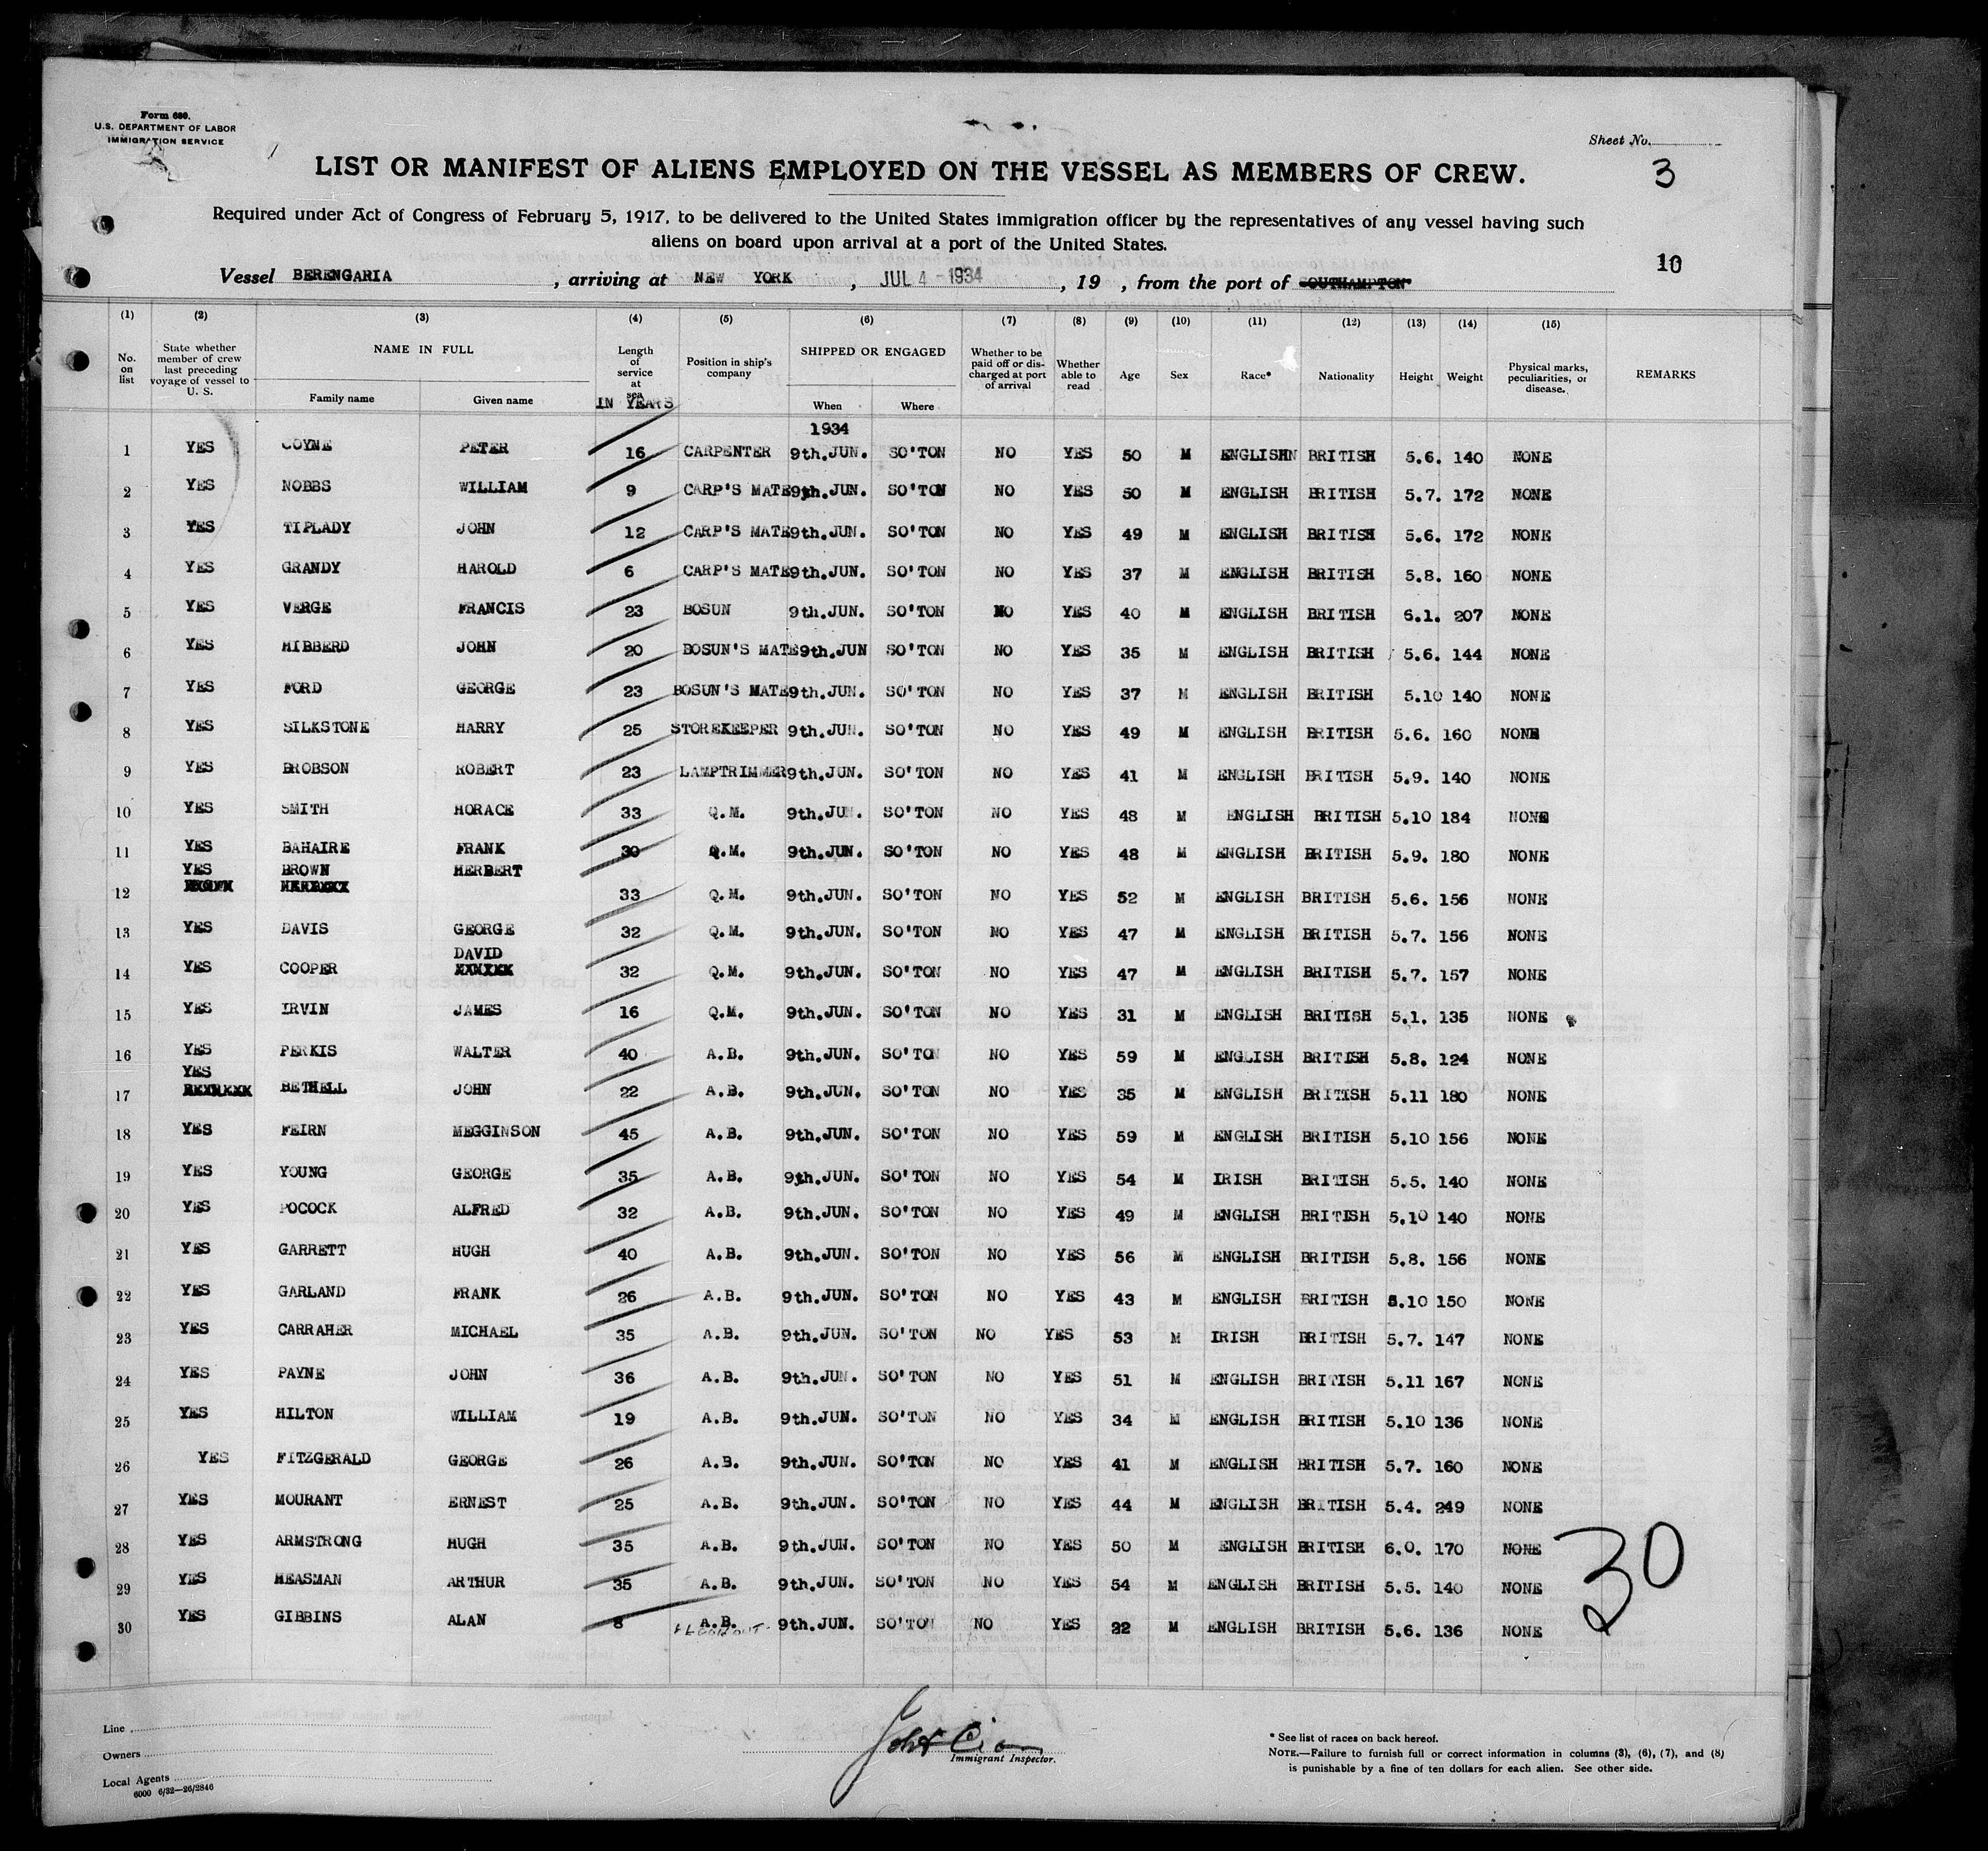 Form 680.
U.S. DEPARTMENT OF LABOR
IMMIGRATION SERVICE
Sheet No.
3
LIST OR MANIFEST OF ALIENS EMPLOYED ON THE VESSEL AS MEMBERS OF CREW.
Required under Act of Congress of February 5, 1917, to be delivered to the United States immigration officer by the representatives of any vessel having such
aliens on board upon arrival at a port of the United States.
10
Vessel BERENGARIA, arriving at NEW YORK, JUL 4 - 1934, 19 , from the port of SOUTHAMPTON
(1) (2) (3) (4) (5) (6) (7) (8) (9) (10) (11) (12) (13) (14) (15)
No. on list State whether member of crew last preceding voyage of vessel to U. S. NAME IN FULL Family name Given name Length of service at sea IN YEARS Position in ship's company SHIPPED OR ENGAGED When Where Whether to be paid off or discharged at port of arrival Whether able to read Age Sex Race* Nationality Height Weight Physical marks, peculiarities, or disease. REMARKS
1934
1 YES COYNE PETER 16 CARPENTER 9th.JUN. SO'TON NO YES 50 M ENGLISHN BRITISH 5.6. 140 NONE
2 YES NOBBS WILLIAM 9 CARP'S MATE 9th.JUN. SO'TON NO YES 50 M ENGLISH BRITISH 5.7. 172 NONE
3 YES TIPLADY JOHN 12 CARP'S MATE 9th.JUN. SO'TON NO YES 49 M ENGLISH BRITISH 5.6. 172 NONE
4 YES GRANDY HAROLD 6 CARP'S MATE 9th.JUN. SO'TON NO YES 37 M ENGLISH BRITISH 5.8. 160 NONE
5 YES VERGE FRANCIS 23 BOSUN 9th.JUN. SO'TON NO YES 40 M ENGLISH BRITISH 6.1. 207 NONE
6 YES HIBBERD JOHN 20 BOSUN'S MATE 9th.JUN SO'TON NO YES 35 M ENGLISH BRITISH 5.6. 144 NONE
7 YES FORD GEORGE 23 BOSUN'S MATE 9th.JUN. SO'TON NO YES 37 M ENGLISH BRITISH 5.10 140 NONE
8 YES SILKSTONE HARRY 25 STOREKEEPER 9th.JUN. SO'TON NO YES 49 M ENGLISH BRITISH 5.6. 160 NONE
9 YES BROBSON ROBERT 23 LAMPTRIMMER 9th.JUN. SO'TON NO YES 41 M ENGLISH BRITISH 5.9. 140 NONE
10 YES SMITH HORACE 33 Q.M. 9th.JUN. SO'TON NO YES 48 M ENGLISH BRITISH 5.10 184 NONE
11 YES BAHAIRE FRANK 30 Q.M. 9th.JUN. SO'TON NO YES 48 M ENGLISH BRITISH 5.9. 180 NONE
12 YES BROWN HERBERT 33 Q.M. 9th.JUN. SO'TON NO YES 52 M ENGLISH BRITISH 5.6. 156 NONE
13 YES DAVIS GEORGE 32 Q.M. 9th.JUN. SO'TON NO YES 47 M ENGLISH BRITISH 5.7. 156 NONE
14 YES COOPER DAVID 32 Q.M. 9th.JUN. SO'TON NO YES 47 M ENGLISH BRITISH 5.7. 157 NONE
15 YES IRVIN JAMES 16 Q.M. 9th.JUN. SO'TON NO YES 31 M ENGLISH BRITISH 5.1. 135 NONE
16 YES PERKIS WALTER 40 A.B. 9th.JUN. SO'TON NO YES 59 M ENGLISH BRITISH 5.8. 124 NONE
17 YES BETHELL JOHN 22 A.B. 9th.JUN. SO'TON NO YES 35 M ENGLISH BRITISH 5.11 180 NONE
18 YES FEIRN MEGGINSON 45 A.B. 9th.JUN. SO'TON NO YES 59 M ENGLISH BRITISH 5.10 156 NONE
19 YES YOUNG GEORGE 35 A.B. 9th.JUN. SO'TON NO YES 54 M IRISH BRITISH 5.5. 140 NONE
20 YES POCOCK ALFRED 32 A.B. 9th.JUN. SO'TON NO YES 49 M ENGLISH BRITISH 5.10 140 NONE
21 YES GARRETT HUGH 40 A.B. 9th.JUN. SO'TON NO YES 56 M ENGLISH BRITISH 5.8. 156 NONE
22 YES GARLAND FRANK 26 A.B. 9th.JUN. SO'TON NO YES 43 M ENGLISH BRITISH 5.10 150 NONE
23 YES CARRAHER MICHAEL 35 A.B. 9th.JUN. SO'TON NO YES 53 M IRISH BRITISH 5.7. 147 NONE
24 YES PAYNE JOHN 36 A.B. 9th.JUN. SO'TON NO YES 51 M ENGLISH BRITISH 5.11 167 NONE
25 YES HILTON WILLIAM 19 A.B. 9th.JUN. SO'TON NO YES 34 M ENGLISH BRITISH 5.10 136 NONE
26 YES FITZGERALD GEORGE 26 A.B. 9th.JUN. SO'TON NO YES 41 M ENGLISH BRITISH 5.7. 160 NONE
27 YES MOURANT ERNEST 25 A.B. 9th.JUN. SO'TON NO YES 44 M ENGLISH BRITISH 5.4. 249 NONE
28 YES ARMSTRONG HUGH 35 A.B. 9th.JUN. SO'TON NO YES 50 M ENGLISH BRITISH 6.0. 170 NONE
29 YES HEASMAN ARTHUR 35 A.B. 9th.JUN. SO'TON NO YES 54 M ENGLISH BRITISH 5.5. 140 NONE
30 YES GIBBINS ALAN 8 A.B. 9th.JUN. SO'TON NO YES 22 M ENGLISH BRITISH 5.6. 136 NONE
30
Line
Owners
Local Agents
6000 6/32—26/2846
Immigrant Inspector.
* See list of races on back hereof.
NOTE.—Failure to furnish full or correct information in columns (3), (6), (7), and (8)
is punishable by a fine of ten dollars for each alien. See other side.